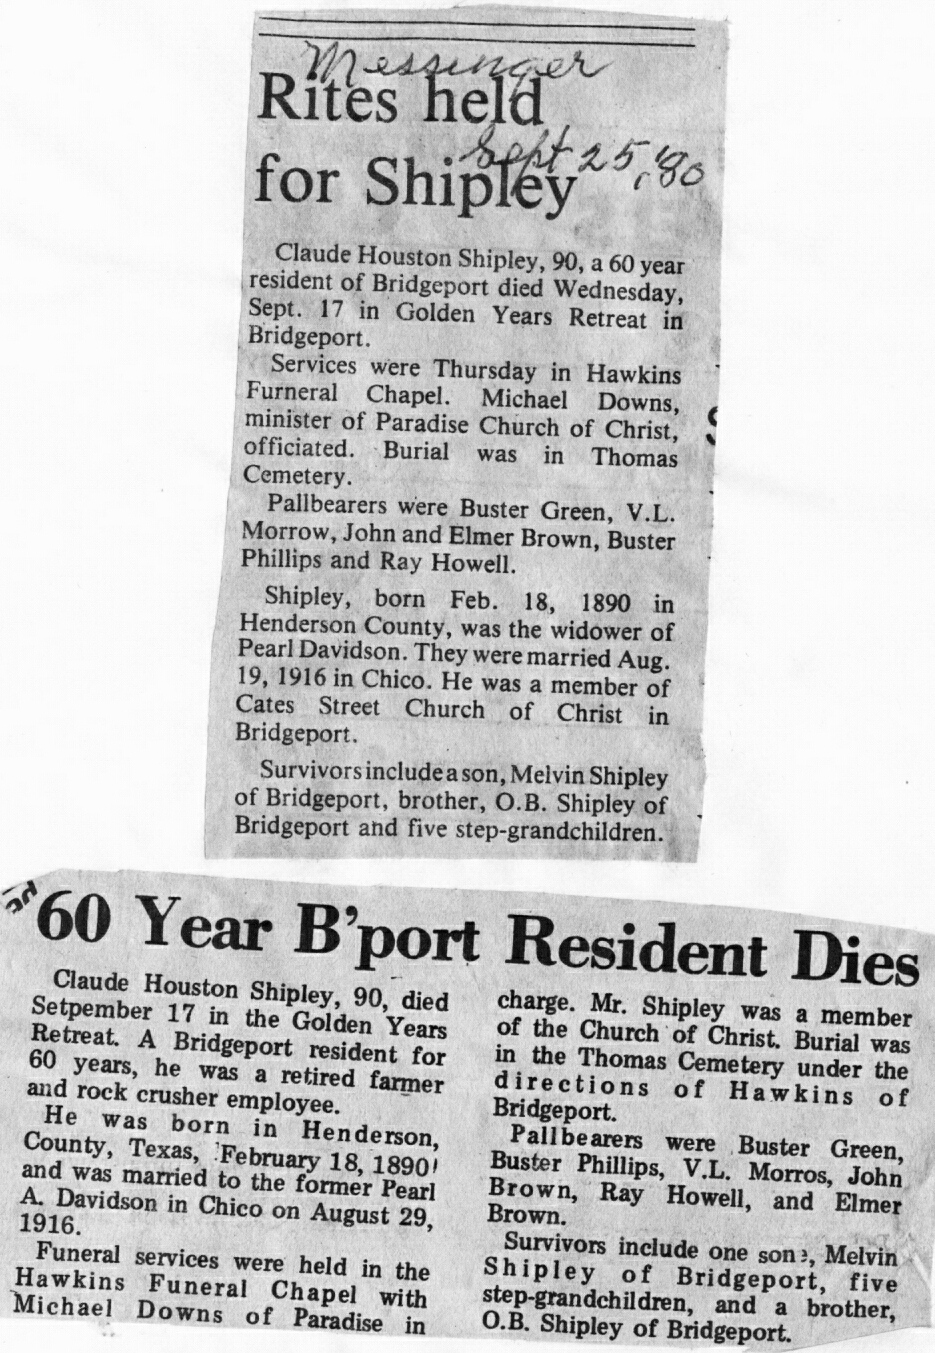 Messinger
Rites held
Sept 25, '80
for Shipley
Claude Houston Shipley, 90, a 60 year
resident of Bridgeport died Wednesday,
Sept. 17 in Golden Years Retreat in
Bridgeport.
Services were Thursday in Hawkins
Furneral Chapel. Michael Downs,
minister of Paradise Church of Christ,
officiated. Burial was in Thomas
Cemetery.
Pallbearers were Buster Green, V.L.
Morrow, John and Elmer Brown, Buster
Phillips and Ray Howell.
Shipley, born Feb. 18, 1890 in
Henderson County, was the widower of
Pearl Davidson. They were married Aug.
19, 1916 in Chico. He was a member of
Cates Street Church of Christ in
Bridgeport.
Survivors include a son, Melvin Shipley
of Bridgeport, brother, O.B. Shipley of
Bridgeport and five step-grandchildren.
60 Year B'port Resident Dies
Claude Houston Shipley, 90, died
Setpember 17 in the Golden Years
Retreat. A Bridgeport resident for
60 years, he was a retired farmer
and rock crusher employee.
He was born in Henderson,
County, Texas, February 18, 1890
and was married to the former Pearl
A. Davidson in Chico on August 29,
1916.
Funeral services were held in the
Hawkins Funeral Chapel with
Michael Downs of Paradise in
charge. Mr. Shipley was a member
of the Church of Christ. Burial was
in the Thomas Cemetery under the
directions of Hawkins of
Bridgeport.
Pallbearers were Buster Green,
Buster Phillips, V.L. Morros, John
Brown, Ray Howell, and Elmer
Brown.
Survivors include one son, Melvin
Shipley of Bridgeport, five
step-grandchildren, and a brother,
O.B. Shipley of Bridgeport.